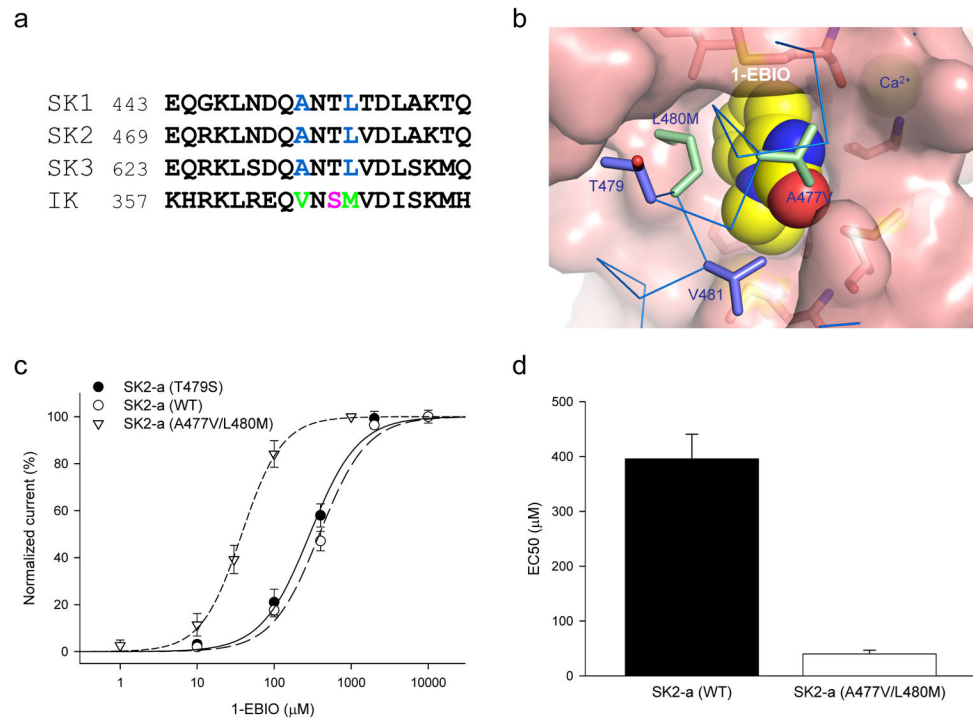 a
SK1 443 EQGKLNDQANTLTDLAKTQ
SK2 469 EQRKLNDQANTLVDLAKTQ
SK3 623 EQRKLSDQANTLVDLSKMQ
IK 357 KHRKLREQVNSMVDISKMH
b
1-EBIO
Ca²⁺
L480M
T479
A477V
V481
c
SK2-a (T479S)
SK2-a (WT)
SK2-a (A477V/L480M)
Normalized current (%)
100
80
60
40
20
0
1 10 100 1000 10000
1-EBIO (μM)
d
EC50 (μM)
500
400
300
200
100
0
SK2-a (WT) SK2-a (A477V/L480M)